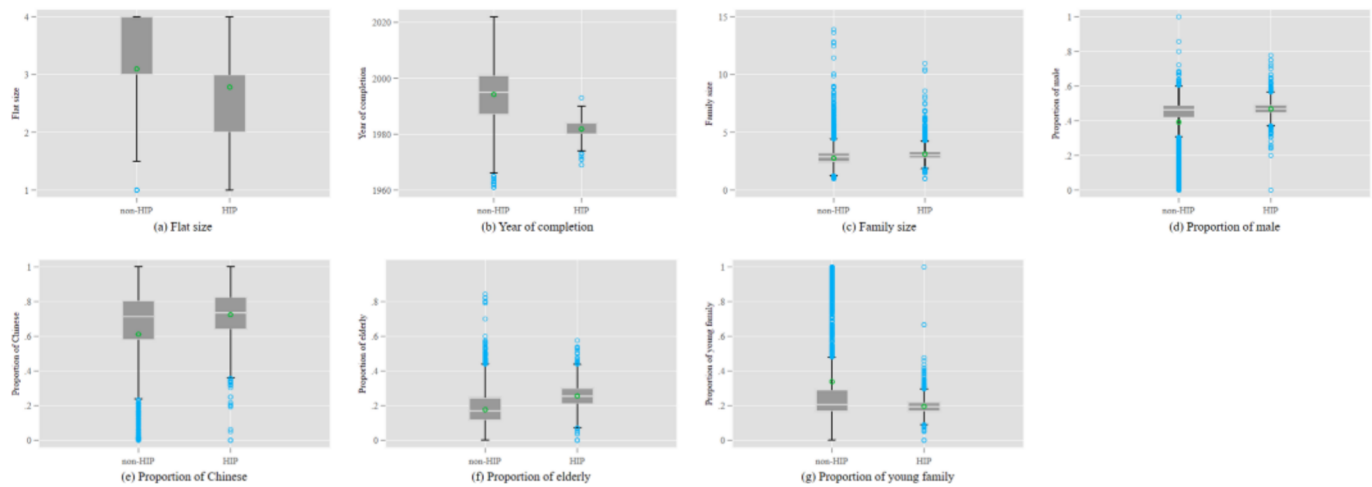 Flat size
4
3
2
1
non-HIP HIP
(a) Flat size
Year of completion
2020
2000
1980
1960
non-HIP HIP
(b) Year of completion
Family size
15
10
5
0
non-HIP HIP
(c) Family size
Proportion of male
1
.8
.6
.4
.2
0
non-HIP HIP
(d) Proportion of male
Proportion of Chinese
1
.8
.6
.4
.2
0
non-HIP HIP
(e) Proportion of Chinese
Proportion of elderly
.8
.6
.4
.2
0
non-HIP HIP
(f) Proportion of elderly
Proportion of young family
1
.8
.6
.4
.2
0
non-HIP HIP
(g) Proportion of young family